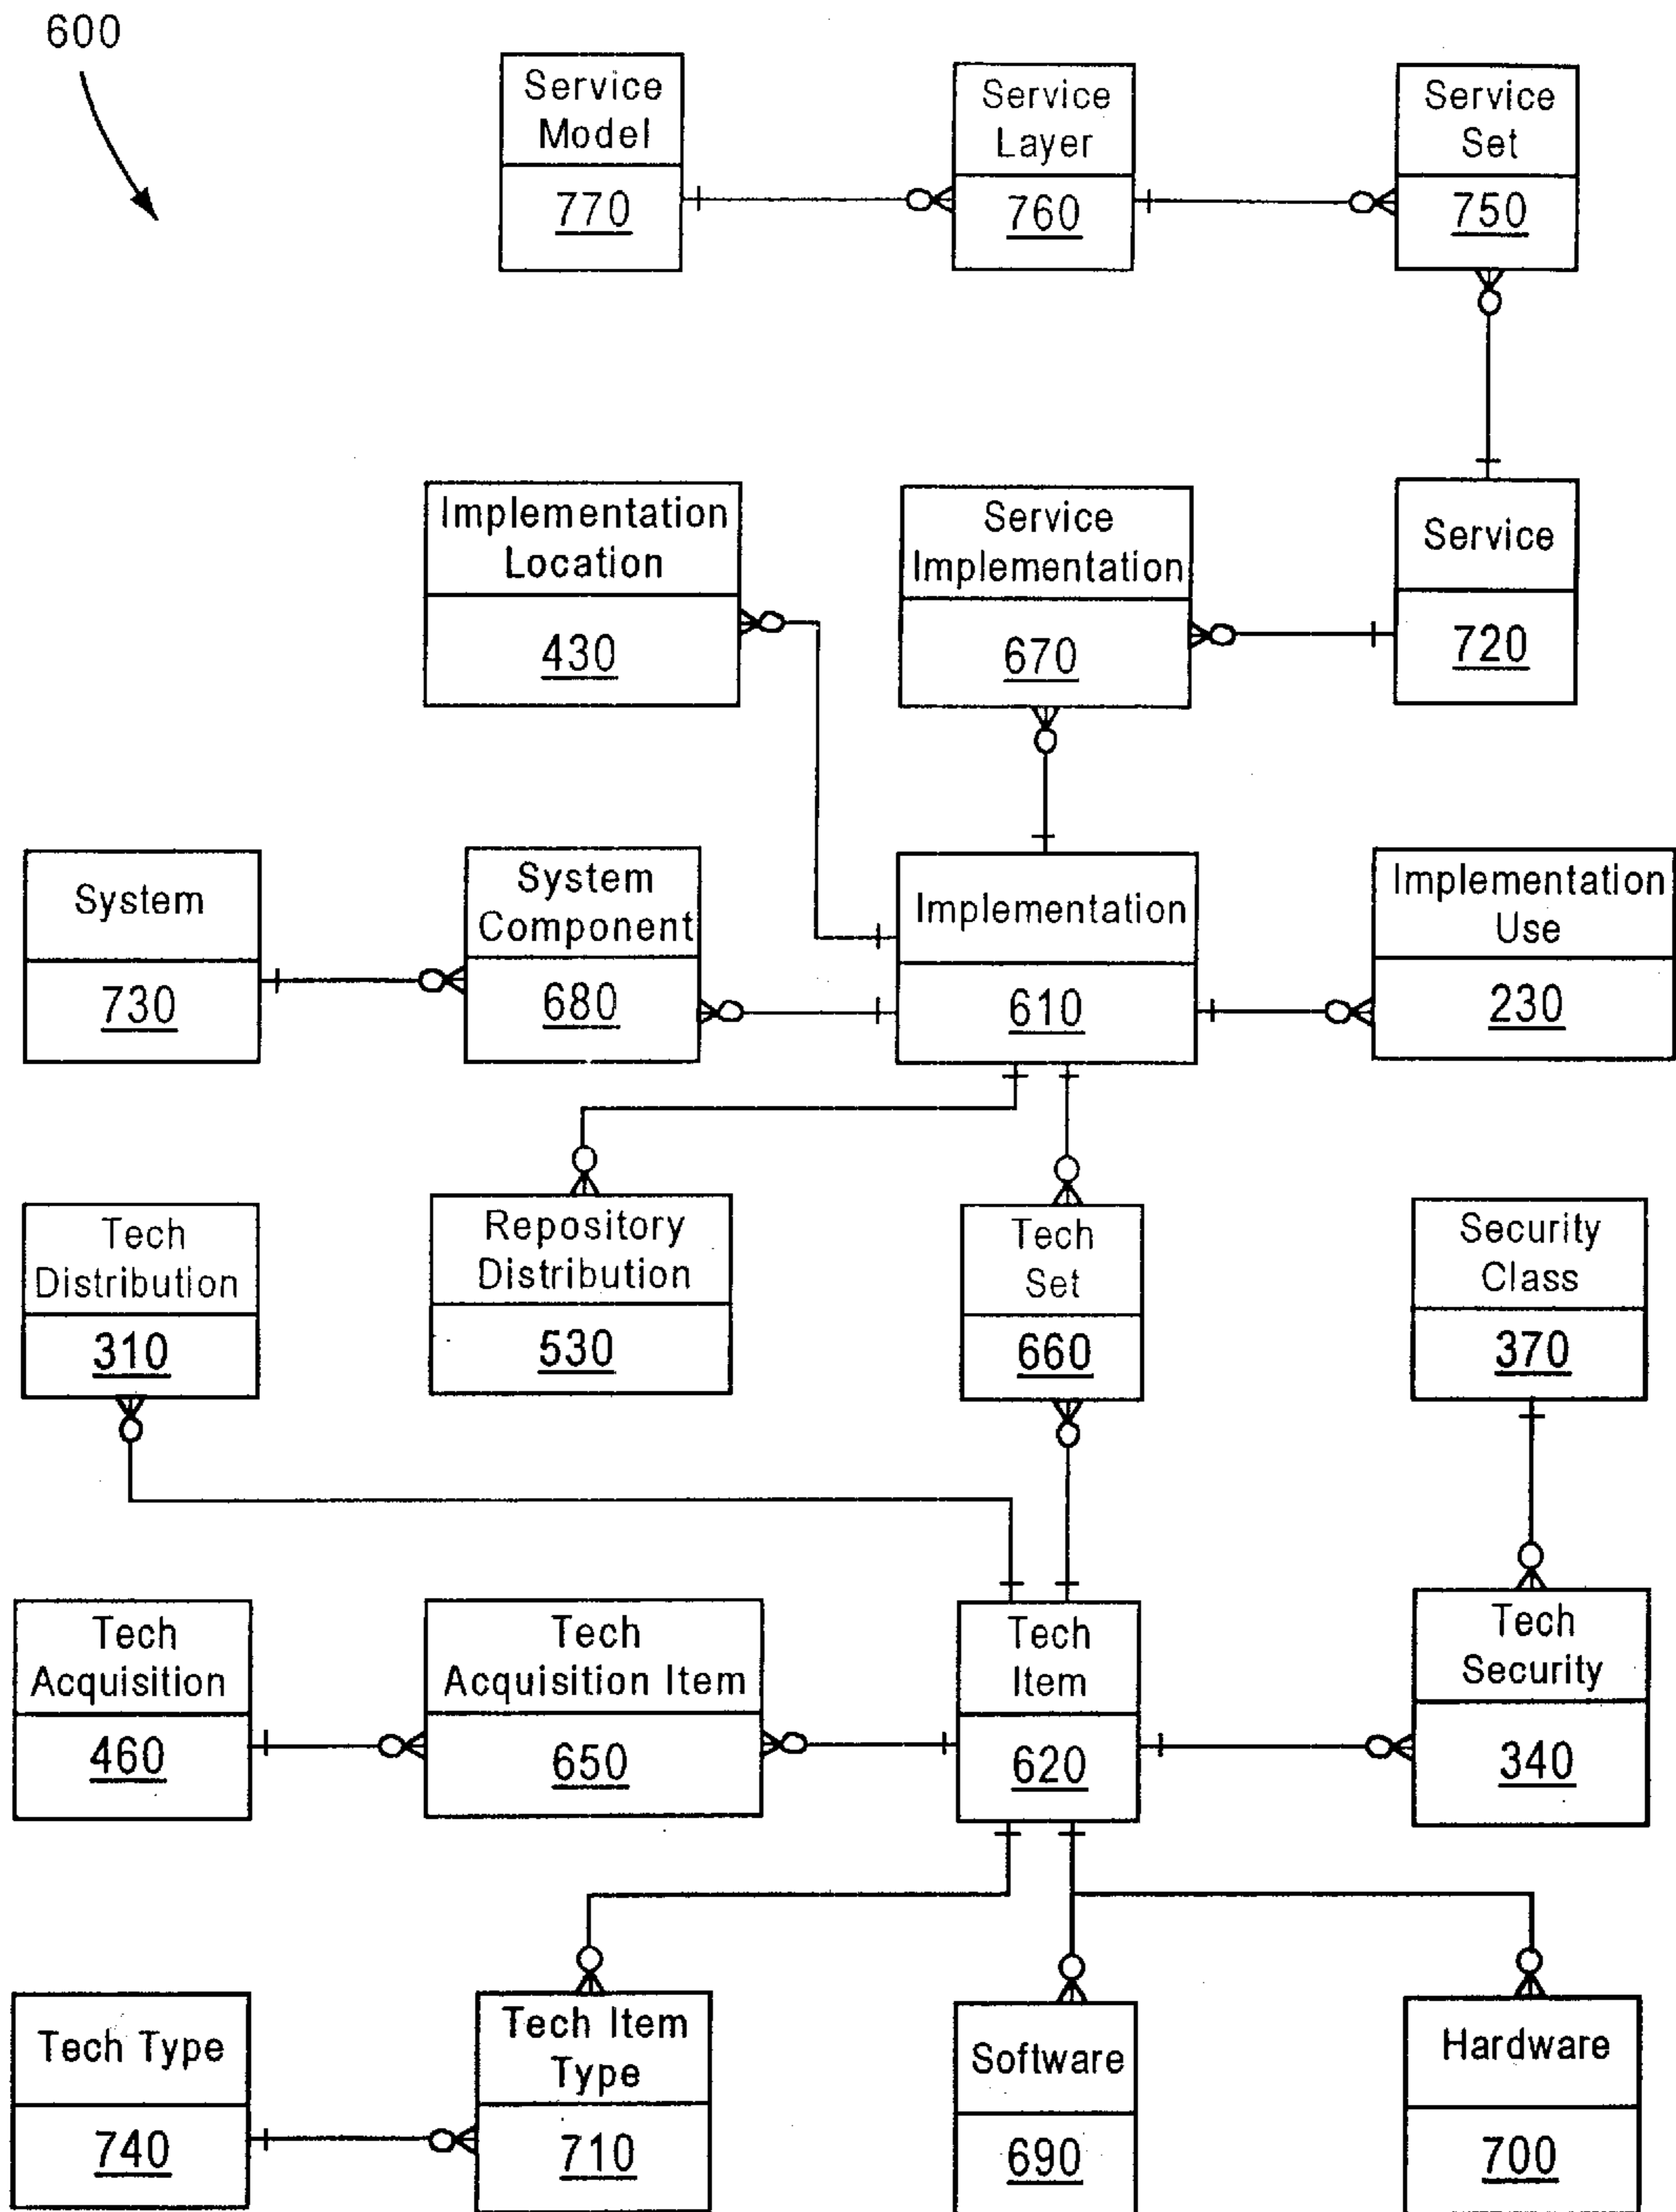 600
Service
Model
770
Service
Layer
760
Service
Set
750
Implementation
Location
430
Service
Implementation
670
Service
720
System
730
System
Component
680
Implementation
610
Implementation
Use
230
Tech
Distribution
310
Repository
Distribution
530
Tech
Set
660
Security
Class
370
Tech
Acquisition
460
Tech
Acquisition Item
650
Tech
Item
620
Tech
Security
340
Tech Type
740
Tech Item
Type
710
Software
690
Hardware
700